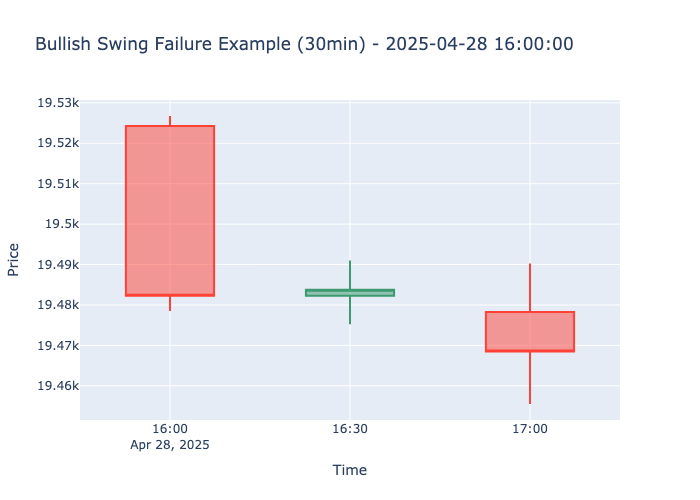 Bullish Swing Failure Example (30min) - 2025-04-28 16:00:00
19.53k
19.52k
19.51k
19.5k
19.49k
19.48k
19.47k
19.46k
Price
16:00
16:30
17:00
Apr 28, 2025
Time